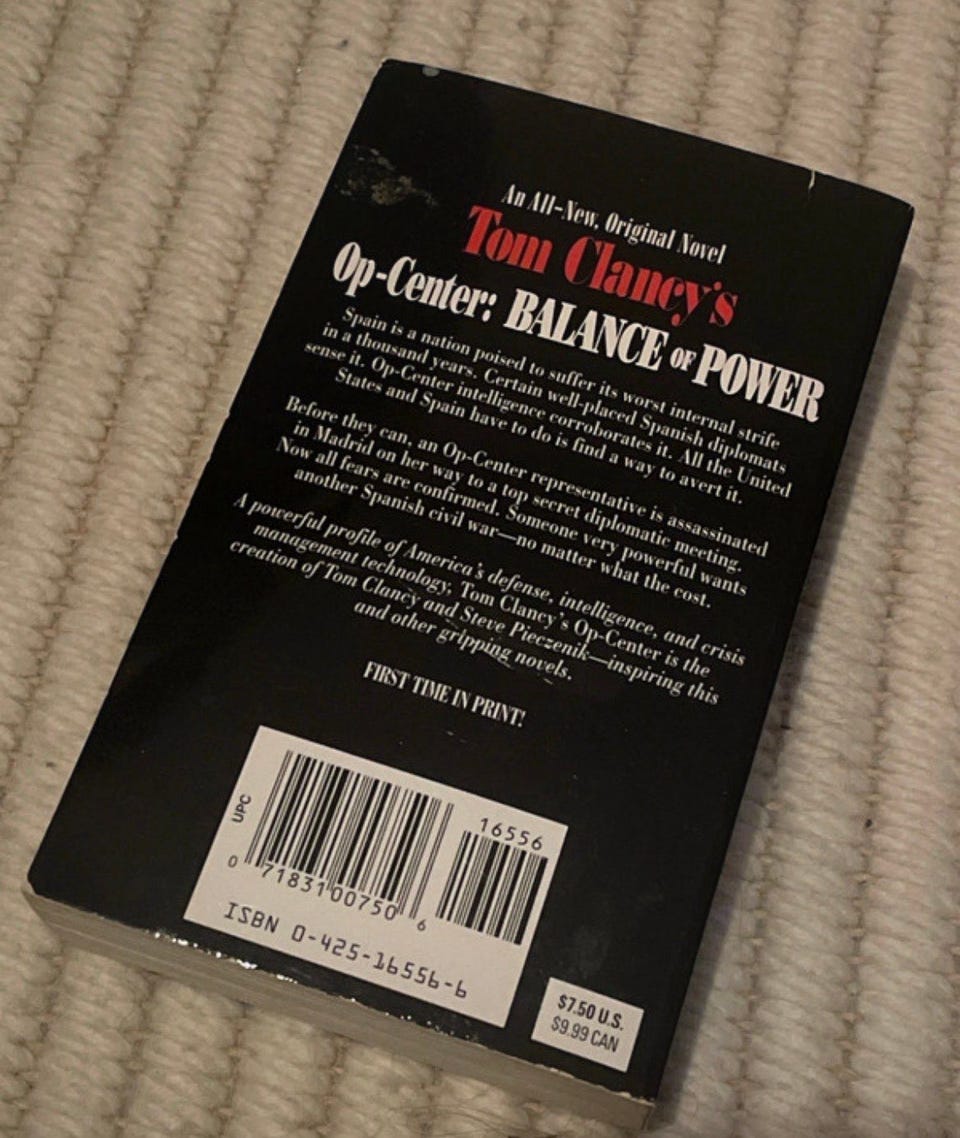 An All-New, Original Novel
Tom Clancy's
Op-Center: BALANCE OF POWER
Spain is a nation poised to suffer its worst internal strife
in a thousand years. Certain well-placed Spanish diplomats
sense it. Op-Center intelligence corroborates it. All the United
States and Spain have to do is find a way to avert it.
Before they can, an Op-Center representative is assassinated
in Madrid on her way to a top secret diplomatic meeting.
Now all fears are confirmed. Someone very powerful wants
another Spanish civil war—no matter what the cost.
A powerful profile of America's defense, intelligence, and crisis
management technology, Tom Clancy's Op-Center is the
creation of Tom Clancy and Steve Pieczenik—inspiring this
and other gripping novels.
FIRST TIME IN PRINT!
UPC
16556
0 71831 00750 6
ISBN 0-425-16556-6
$7.50 U.S.
$9.99 CAN